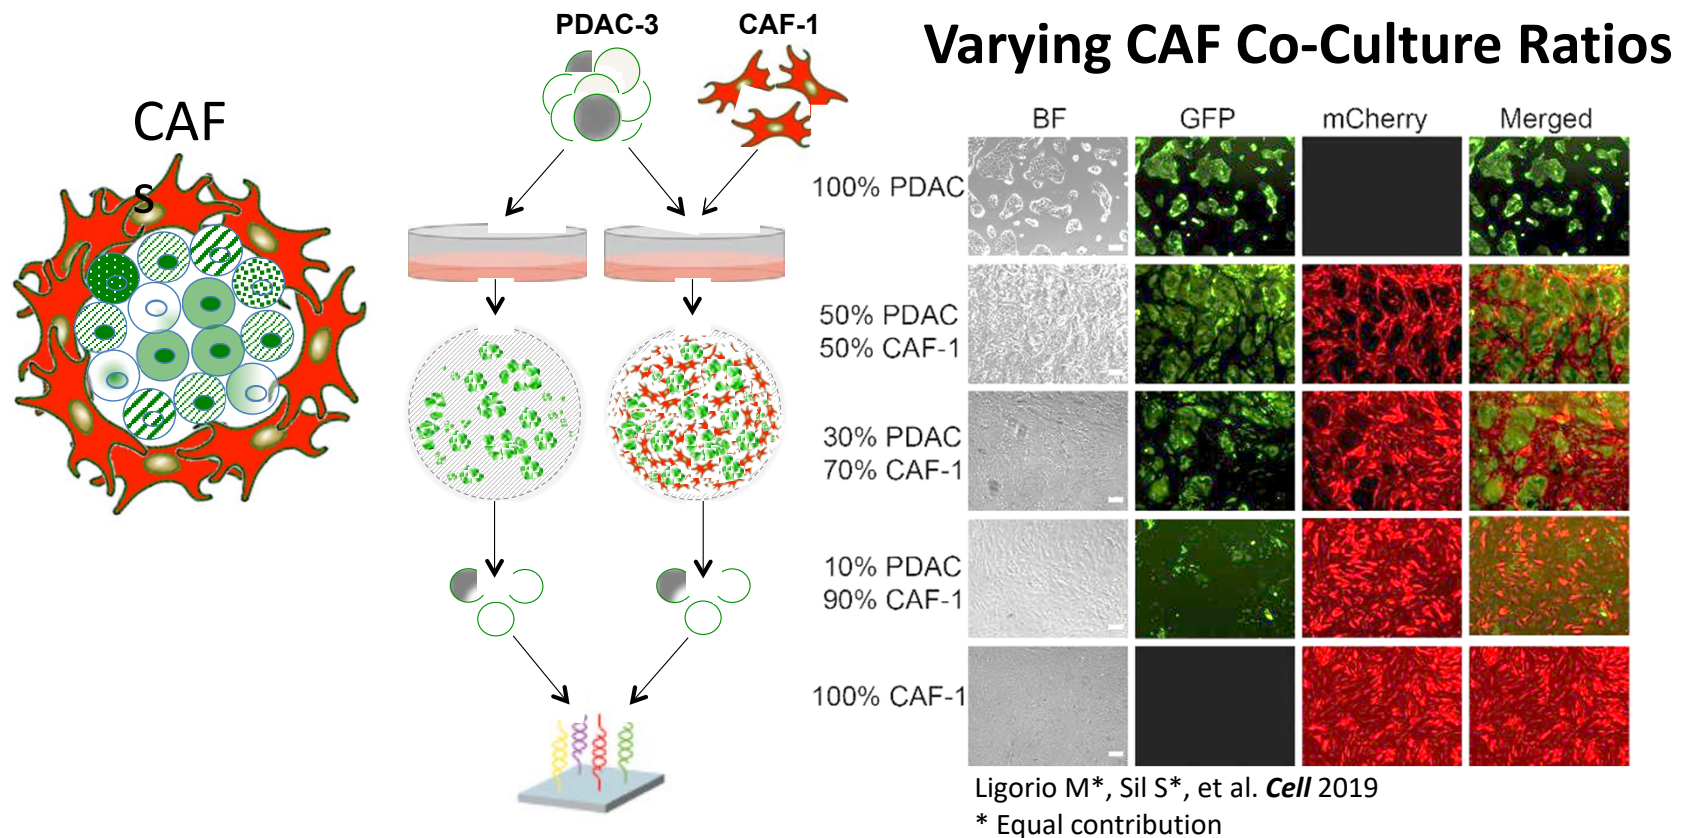 CAF
s
PDAC-3
CAF-1
Varying CAF Co-Culture Ratios
BF
GFP
mCherry
Merged
100% PDAC
50% PDAC
50% CAF-1
30% PDAC
70% CAF-1
10% PDAC
90% CAF-1
100% CAF-1
Ligorio M*, Sil S*, et al. Cell 2019
* Equal contribution